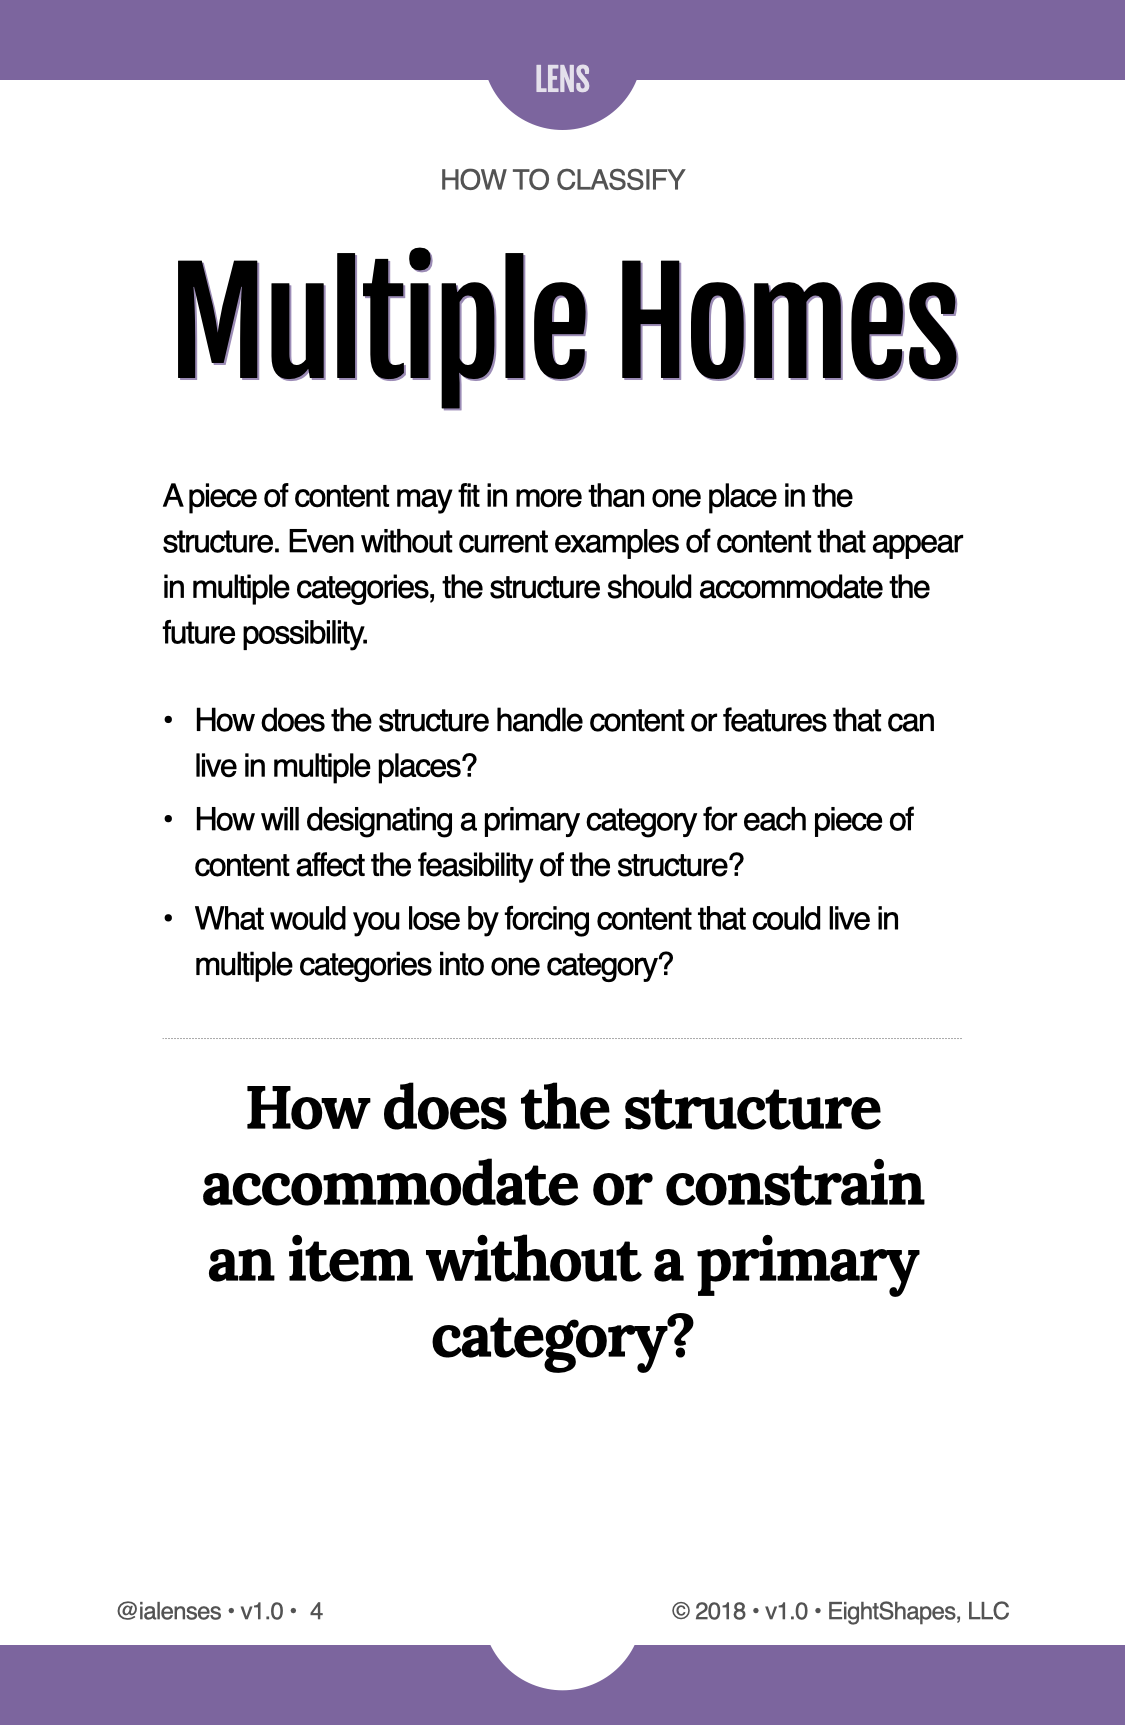 LENS
HOW TO CLASSIFY
Multiple Homes
A piece of content may fit in more than one place in the
structure. Even without current examples of content that appear
in multiple categories, the structure should accommodate the
future possibility.
• How does the structure handle content or features that can
live in multiple places?
• How will designating a primary category for each piece of
content affect the feasibility of the structure?
• What would you lose by forcing content that could live in
multiple categories into one category?
How does the structure
accommodate or constrain
an item without a primary
category?
@ialenses • v1.0 • 4
© 2018 • v1.0 • EightShapes, LLC